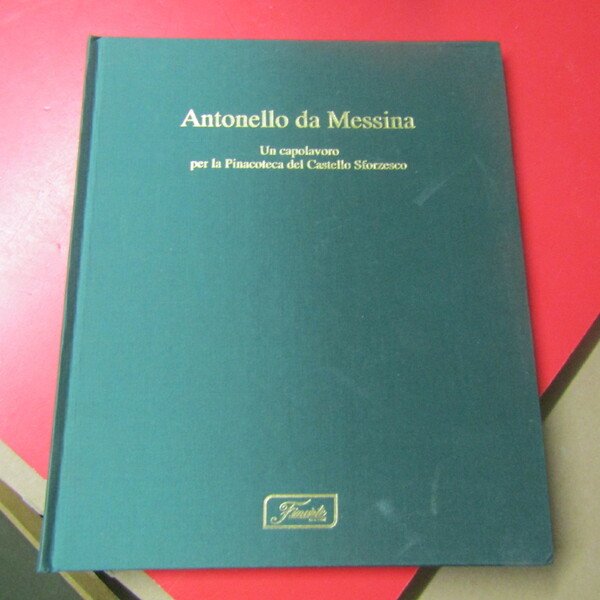 Antonello da Messina
Un capolavoro
per la Pinacoteca del Castello Sforzesco
Finarte